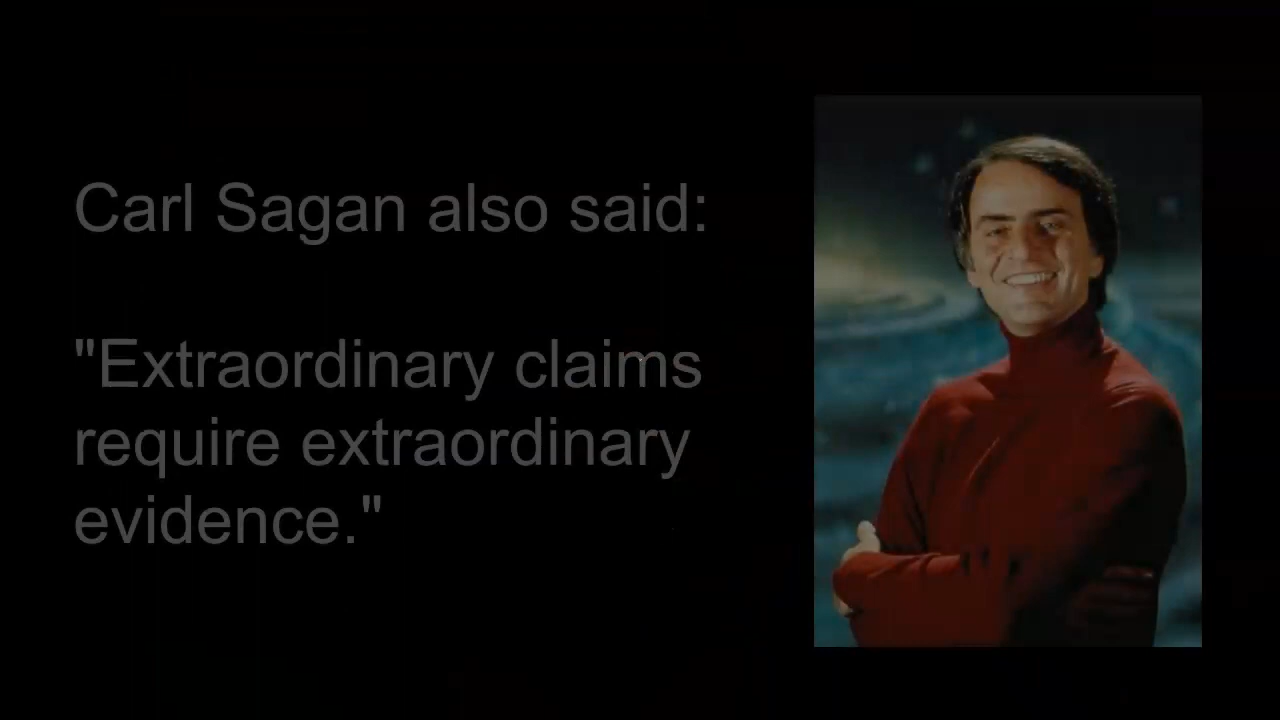 Carl Sagan also said:
"Extraordinary claims
require extraordinary
evidence."